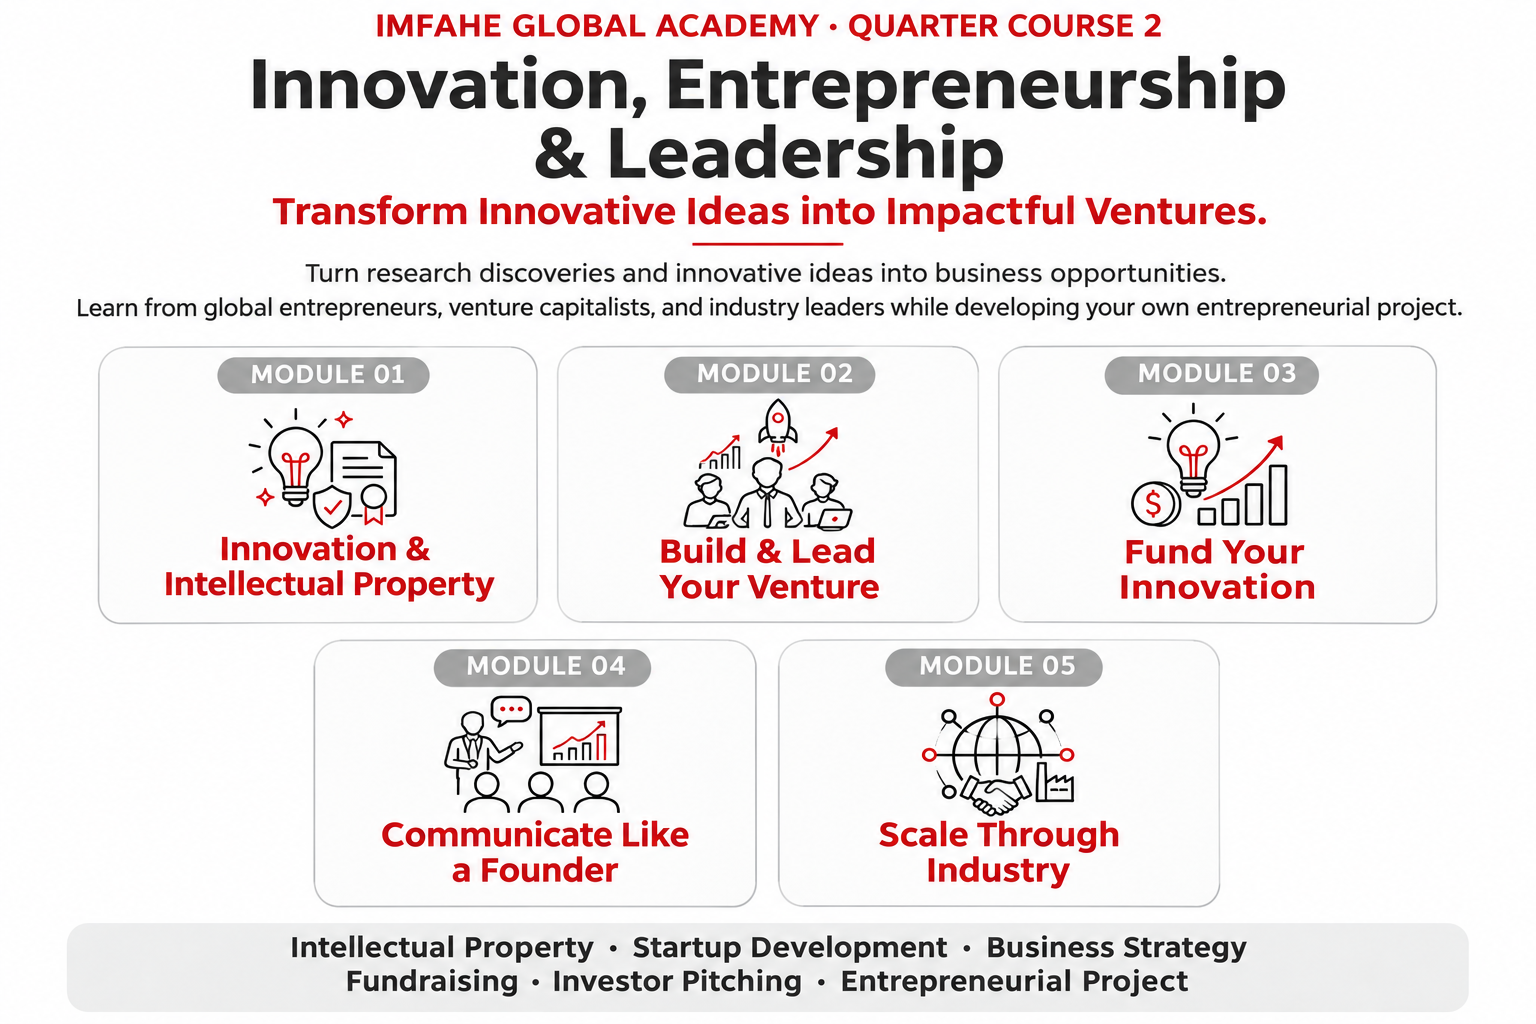 IMFAHE GLOBAL ACADEMY · QUARTER COURSE 2
Innovation, Entrepreneurship
& Leadership
Transform Innovative Ideas into Impactful Ventures.
Turn research discoveries and innovative ideas into business opportunities.
Learn from global entrepreneurs, venture capitalists, and industry leaders while developing your own entrepreneurial project.
MODULE 01
Innovation &
Intellectual Property
MODULE 02
Build & Lead
Your Venture
MODULE 03
$
Fund Your
Innovation
MODULE 04
Communicate Like
a Founder
MODULE 05
Scale Through
Industry
Intellectual Property · Startup Development · Business Strategy
Fundraising · Investor Pitching · Entrepreneurial Project